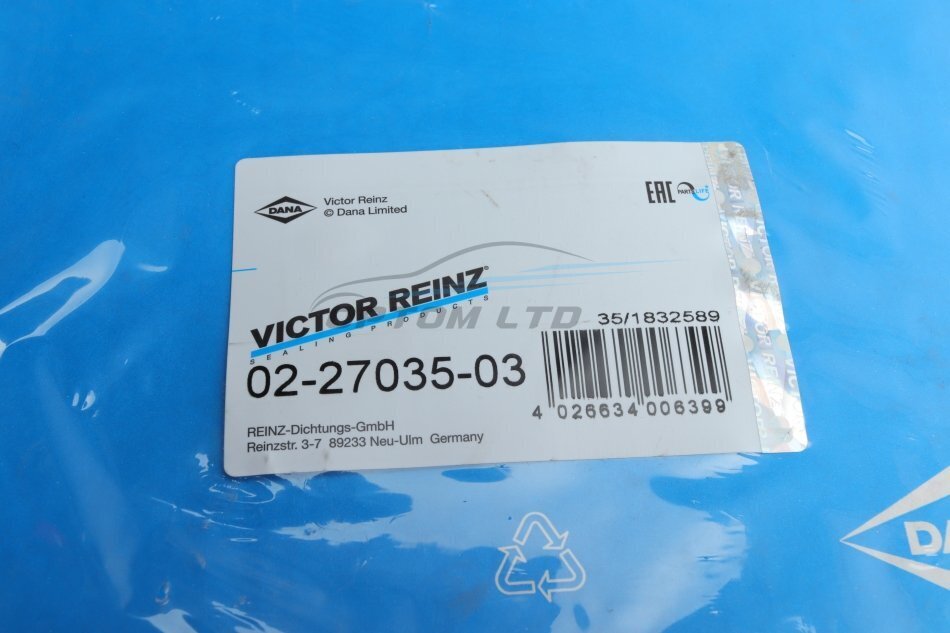 DANA
Victor Reinz
© Dana Limited
EAC
PARTS LIFE
VICTOR REINZ®
SEALING PRODUCTS
OPTOM LTD
35/1832589
02-27035-03
4 026634 006399
REINZ-Dichtungs-GmbH
Reinzstr. 3-7 89233 Neu-Ulm Germany